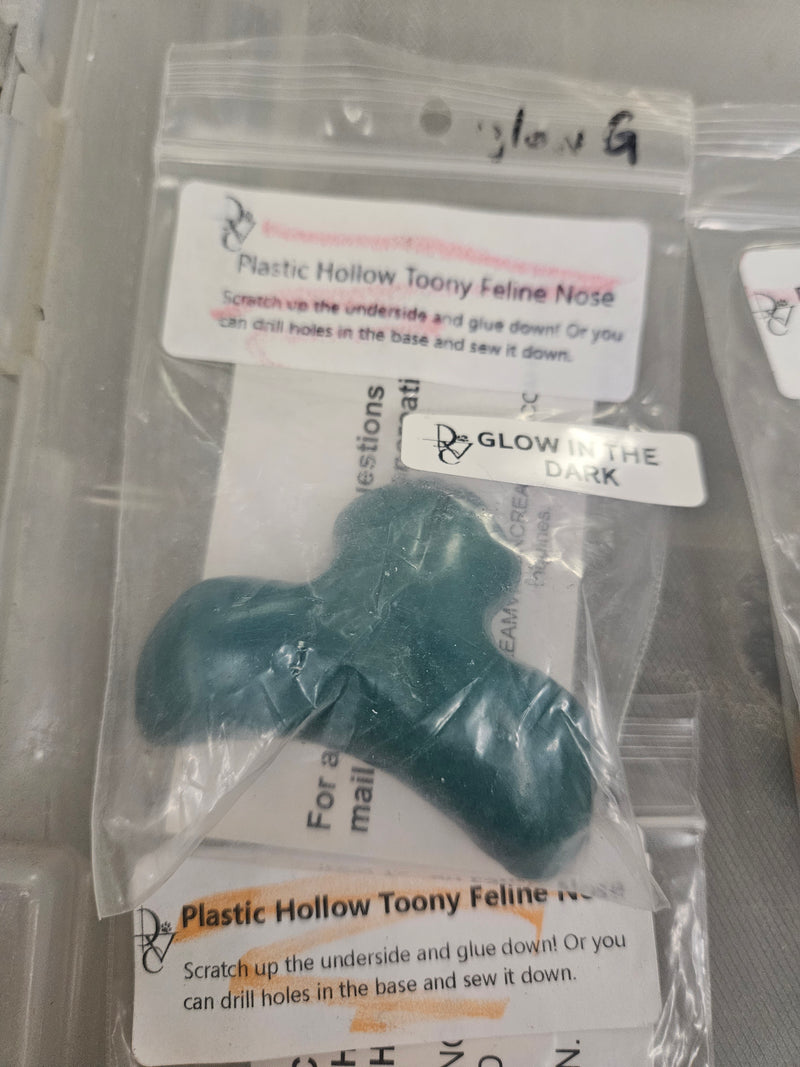 glow G
Plastic Hollow Toony Feline Nose
Scratch up the underside and glue down! Or you
can drill holes in the base and sew it down.
GLOW IN THE
DARK
For a
mail
Plastic Hollow Toony Feline Nose
Scratch up the underside and glue down! Or you
can drill holes in the base and sew it down.